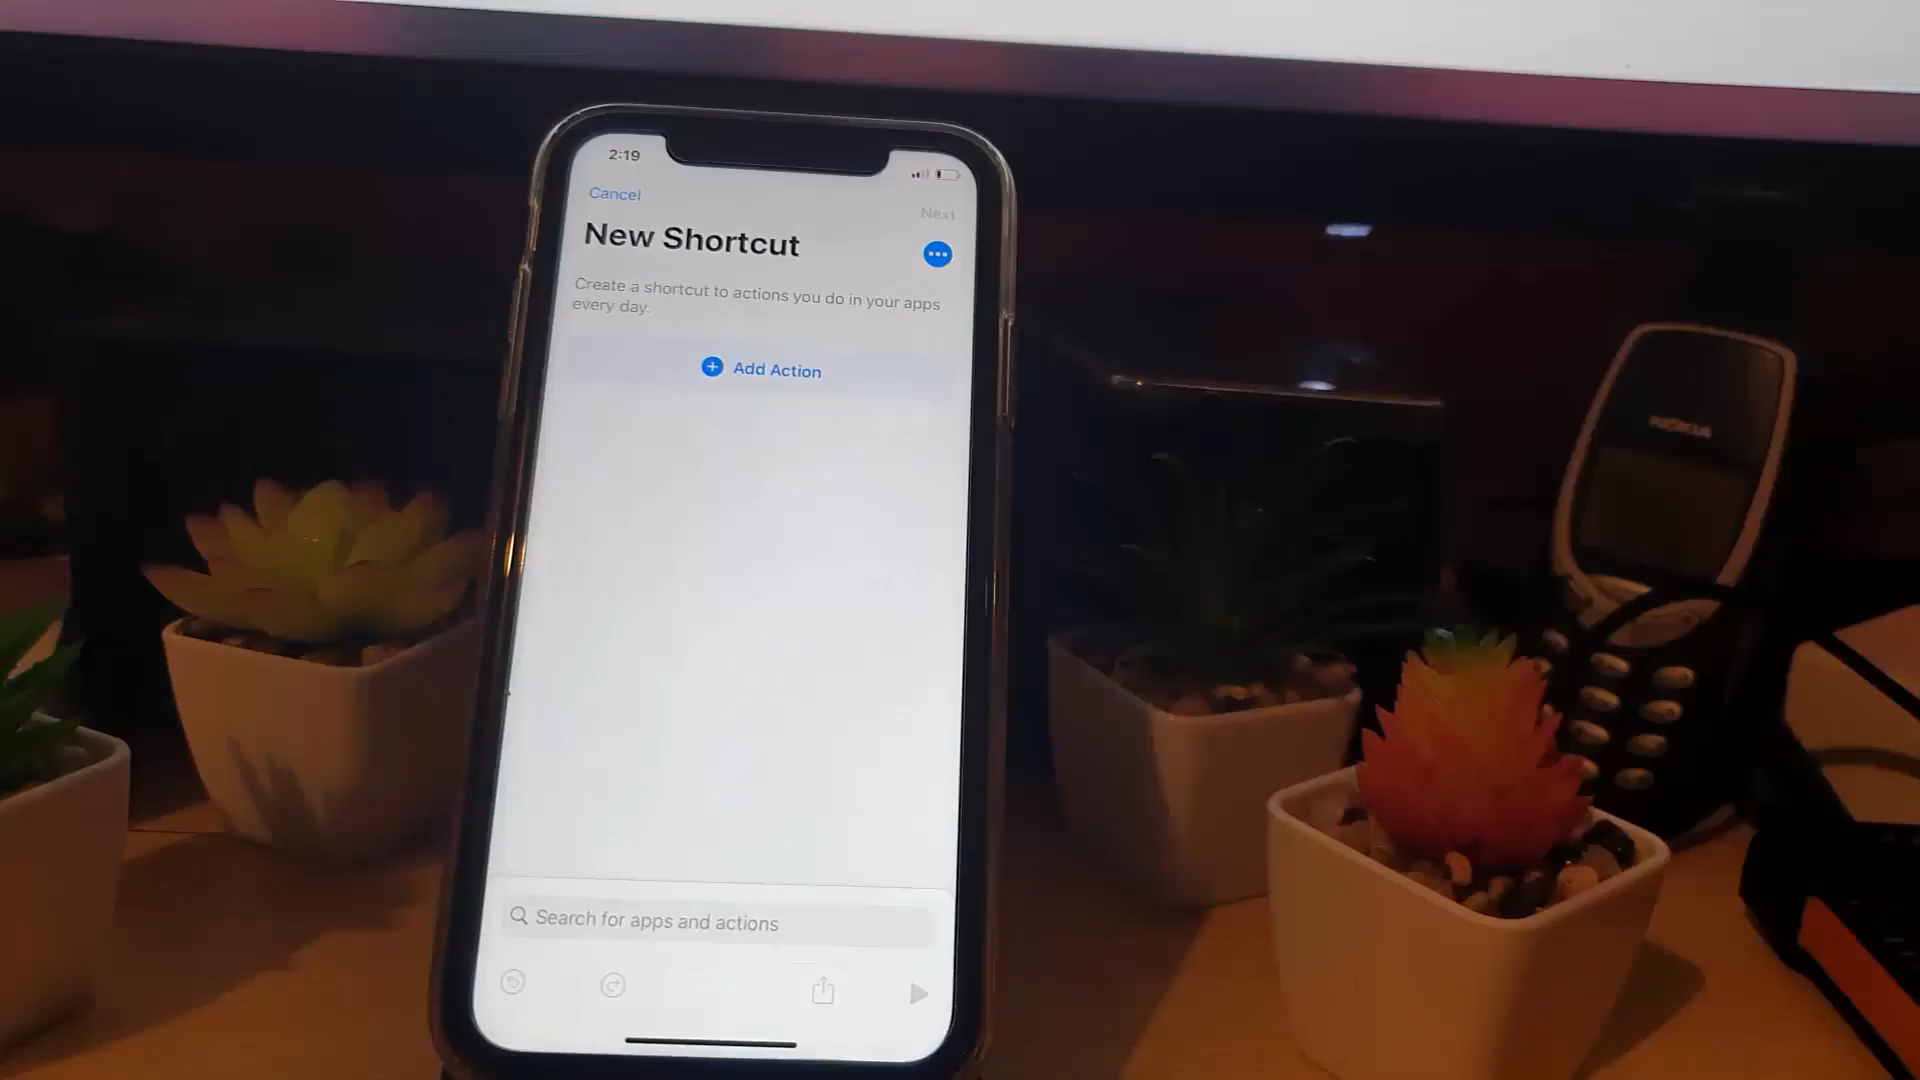 2:19
Cancel
Next
New Shortcut
Create a shortcut to actions you do in your apps
every day.
Add Action
Search for apps and actions
NOKIA